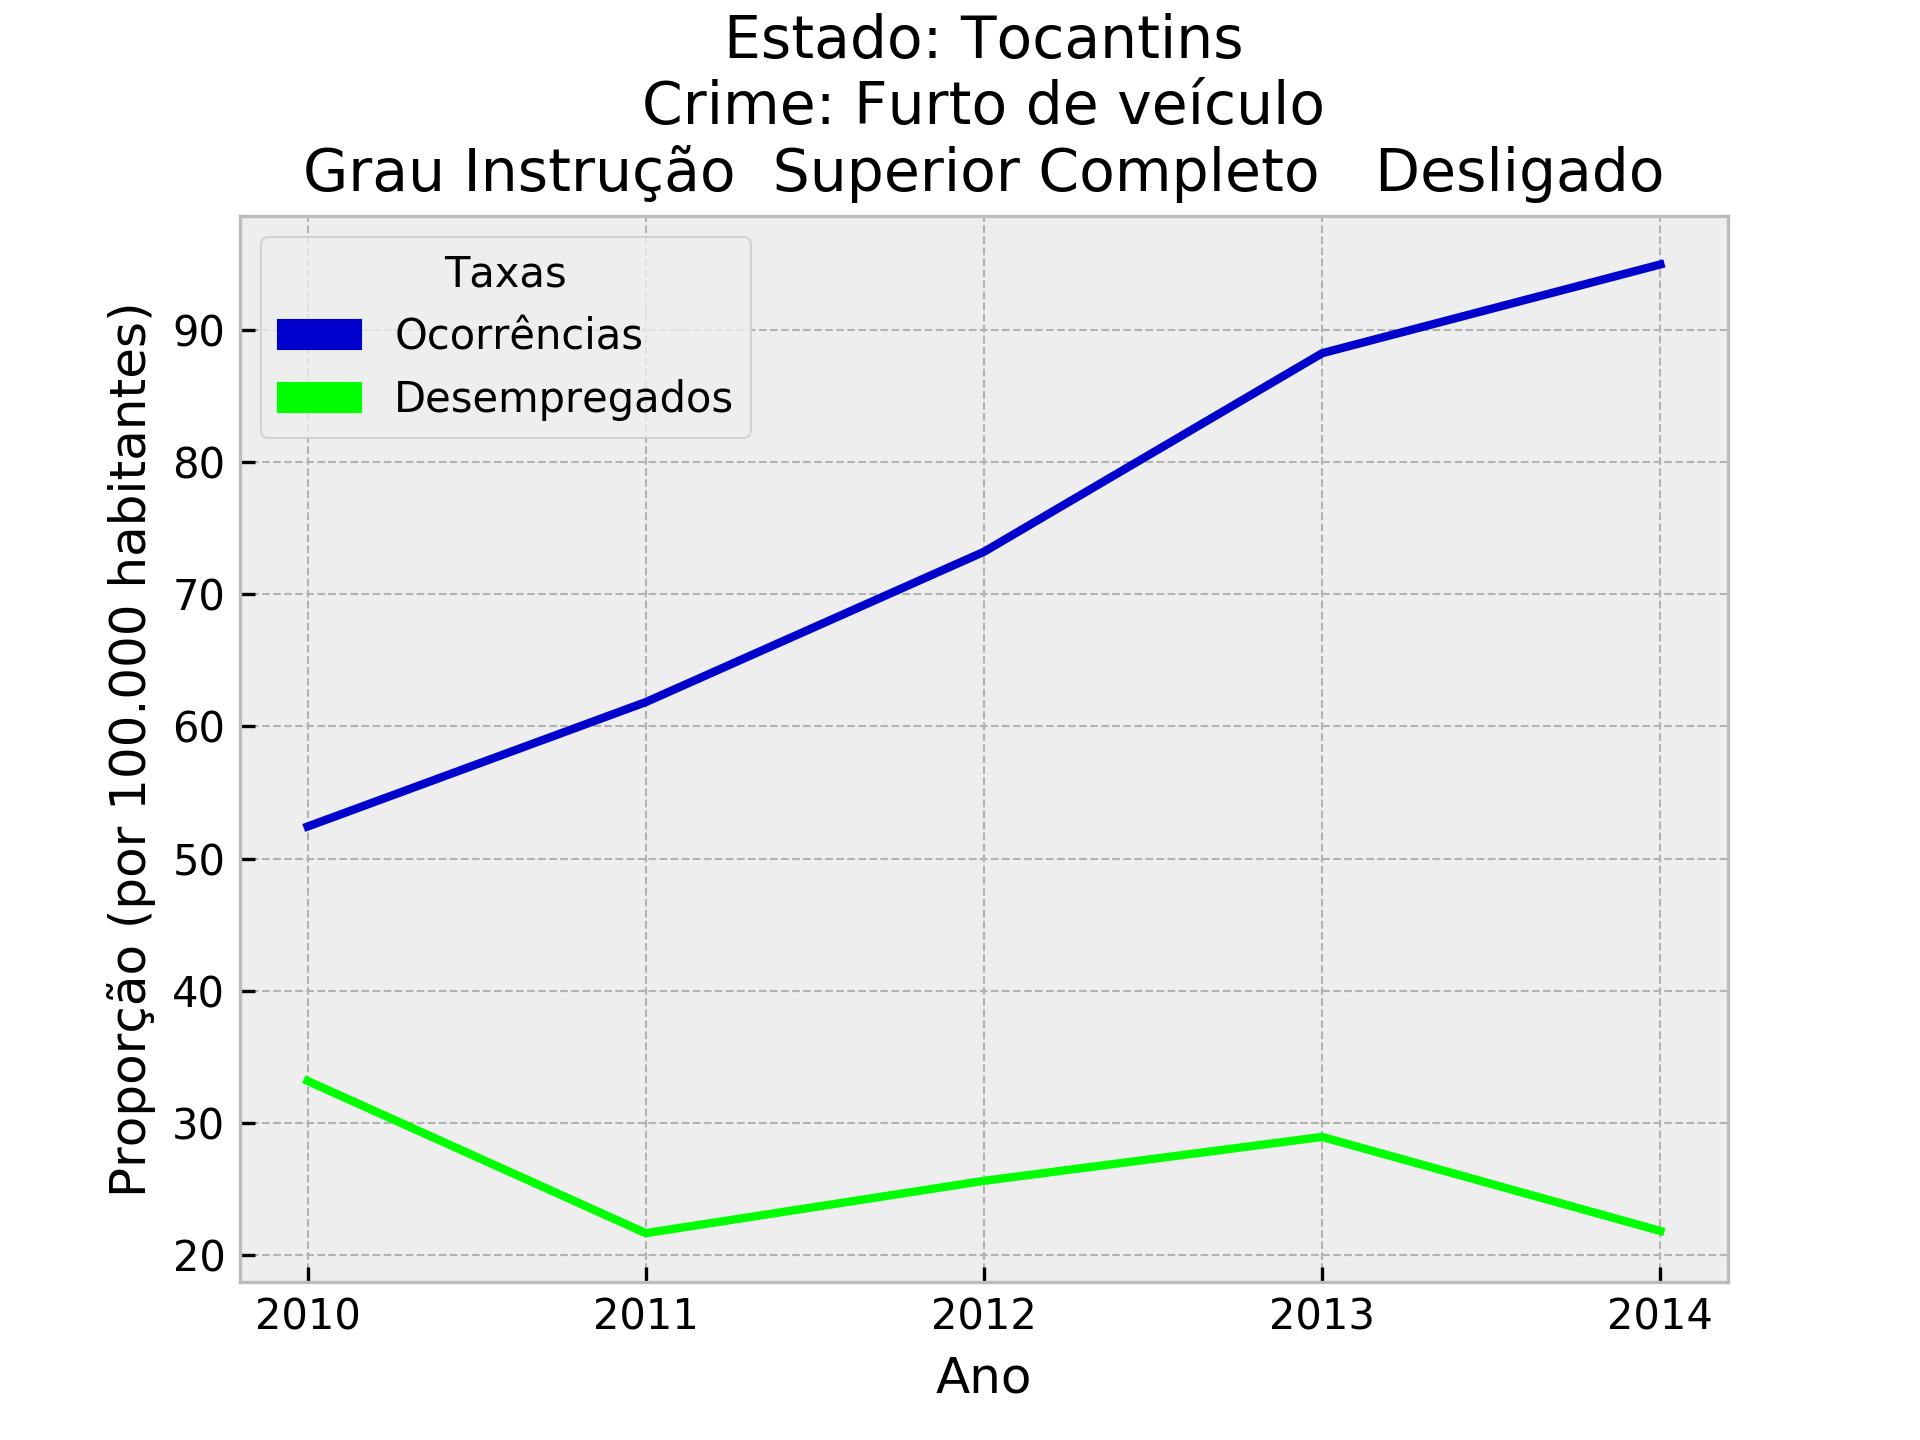 Estado: Tocantins
Crime: Furto de veículo
Grau Instrução  Superior Completo   Desligado
Taxas
Ocorrências
Desempregados
Proporção (por 100.000 habitantes)
90
80
70
60
50
40
30
20
2010 2011 2012 2013 2014
Ano